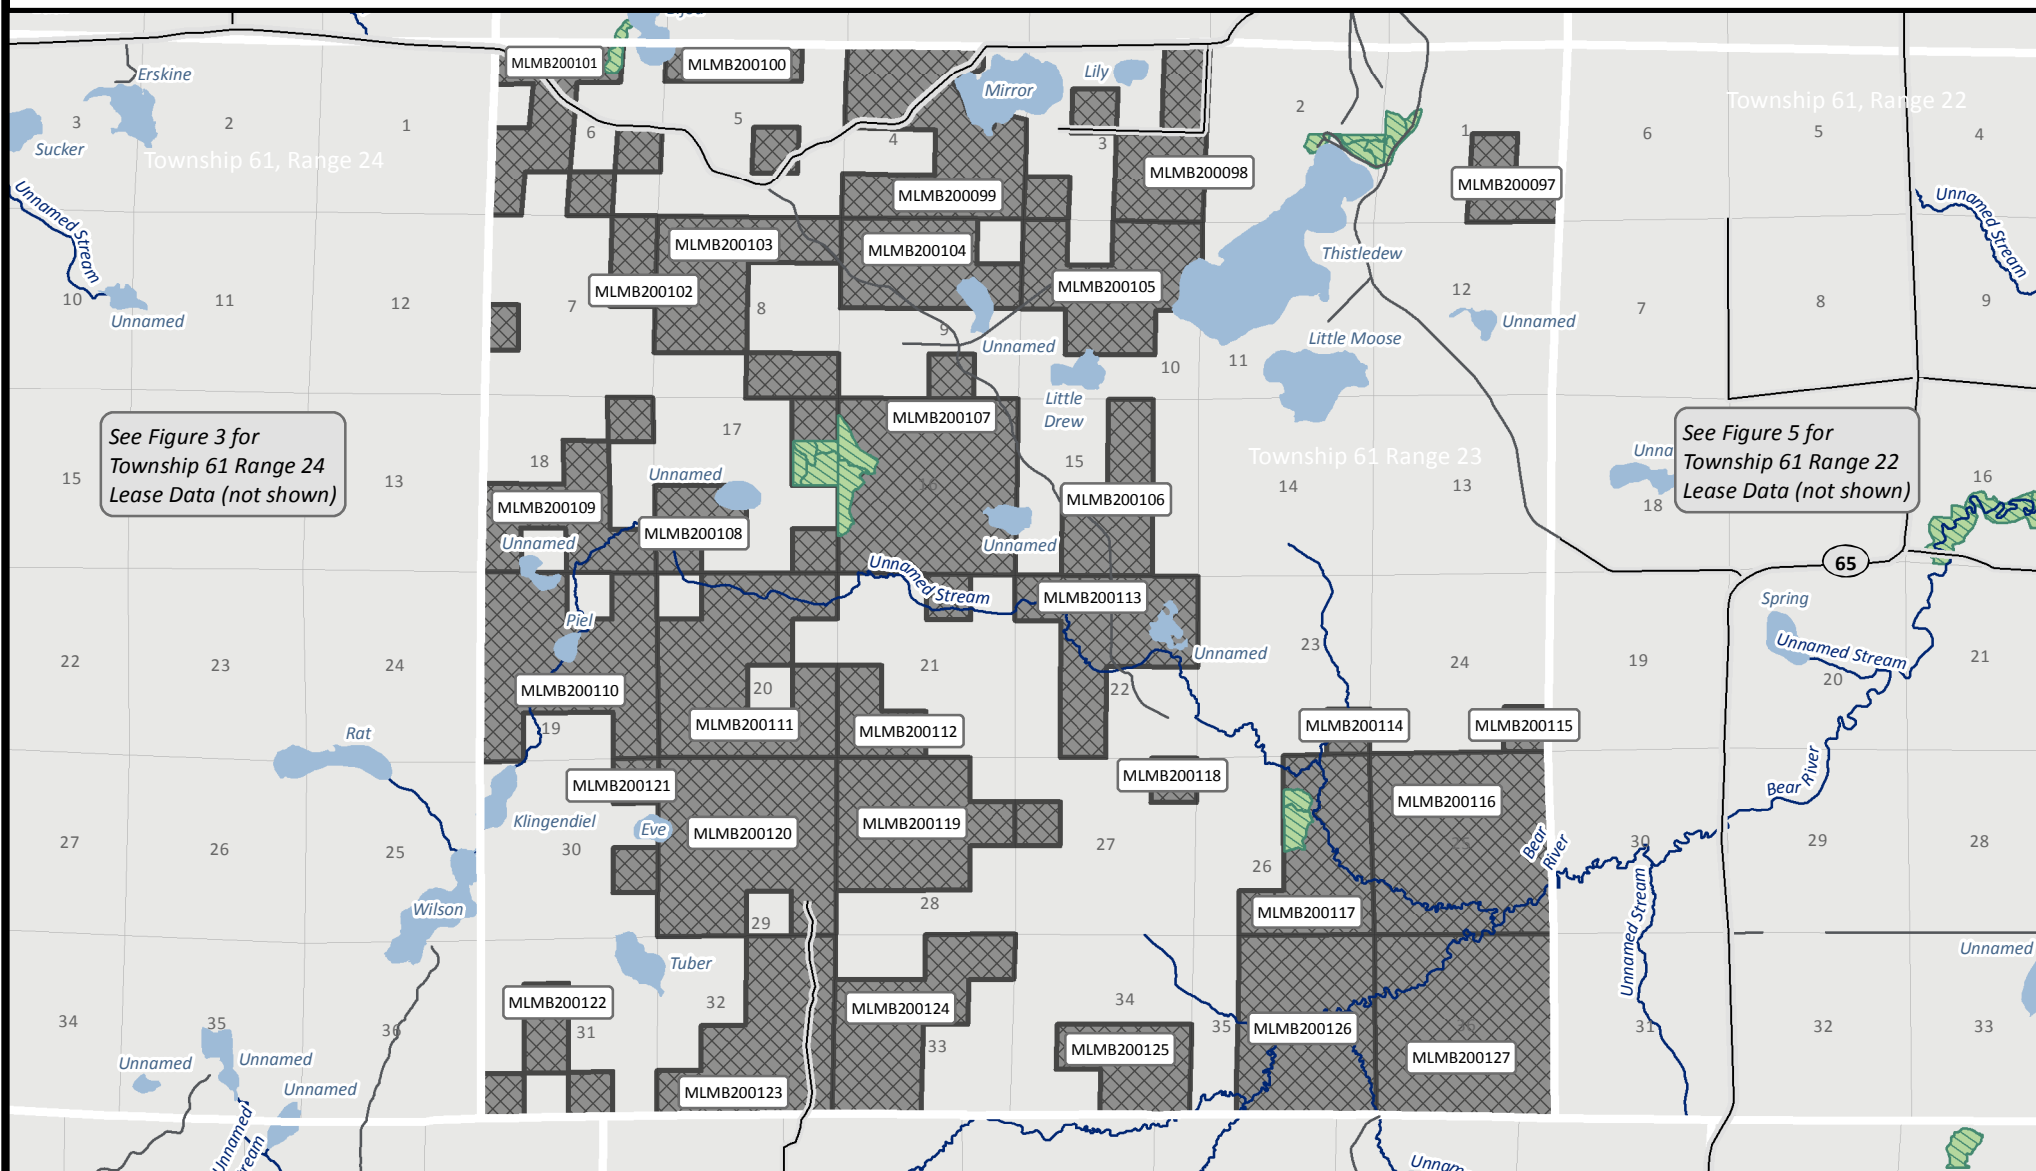 MLMB200101
MLMB200100
Erskine
Mirror
Lily
3
2
1
6
5
4
3
2
1
6
5
4
Township 61, Range 22
Sucker
Township 61, Range 24
MLMB200099
MLMB200098
MLMB200097
Unnamed Stream
Unnamed Stream
MLMB200103
MLMB200104
Thistledew
MLMB200102
MLMB200105
10
11
12
7
8
9
10
11
12
7
8
9
Unnamed
Unnamed
Unnamed
Little Moose
Little
Drew
See Figure 3 for
Township 61 Range 24
Lease Data (not shown)
MLMB200107
See Figure 5 for
Township 61 Range 22
Lease Data (not shown)
Township 61 Range 23
15
13
18
17
16
15
14
13
18
16
Unnamed
Unna
MLMB200109
MLMB200106
MLMB200108
Unnamed
Unnamed
Unnamed Stream
65
MLMB200113
Spring
Piel
Unnamed
Unnamed Stream
22
23
24
19
20
21
22
23
24
19
20
21
MLMB200110
MLMB200111
MLMB200112
MLMB200114
MLMB200115
Rat
MLMB200121
MLMB200118
Bear River
MLMB200116
Klingendiel
Eve
MLMB200120
MLMB200119
Bear
River
27
26
25
30
29
28
27
26
25
30
29
28
Wilson
MLMB200117
Unnamed Stream
Tuber
Unnamed
MLMB200122
MLMB200124
34
35
36
31
32
33
34
35
36
31
32
33
MLMB200126
MLMB200125
MLMB200127
Unnamed
Unnamed
Unnamed
MLMB200123
Unnamed